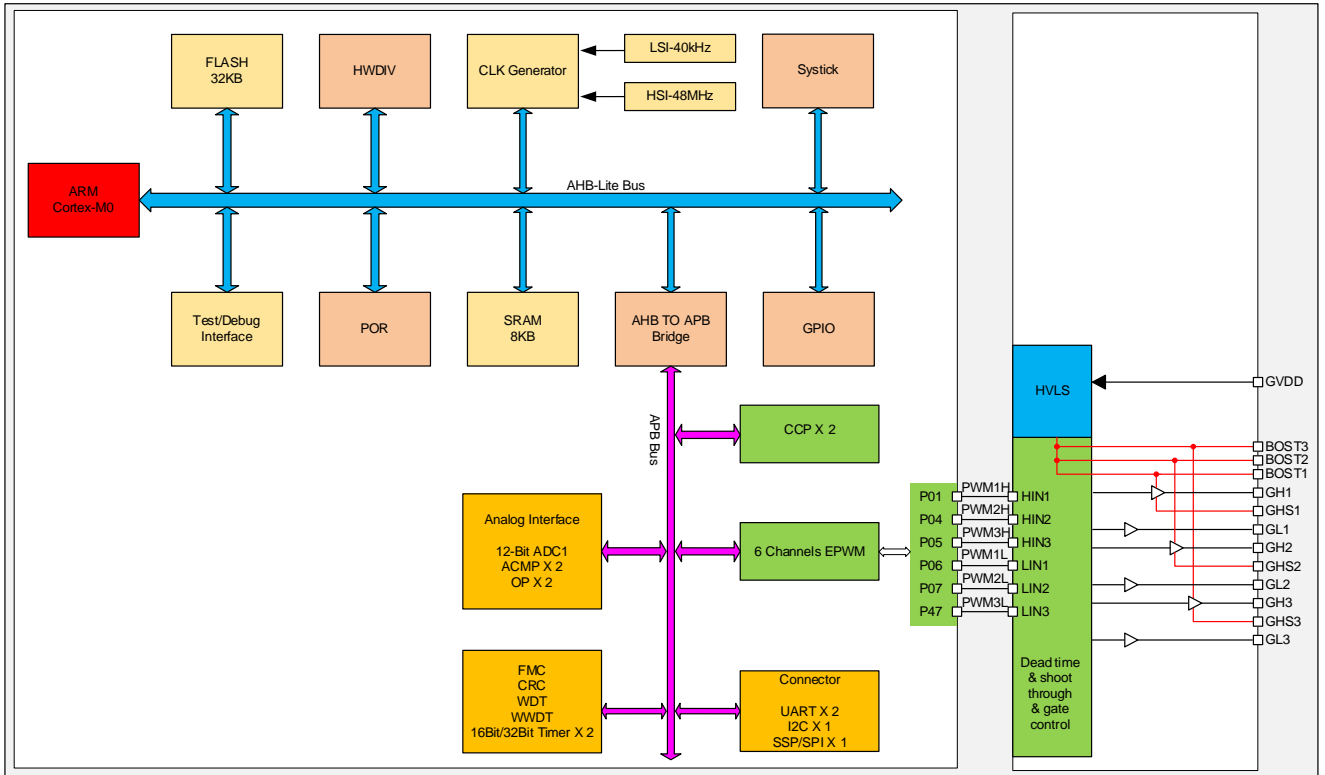 FLASH
32KB
HWDIV
CLK Generator
LSI-40kHz
HSI-48MHz
Systick
ARM
Cortex-M0
AHB-Lite Bus
Test/Debug
Interface
POR
SRAM
8KB
AHB TO APB
Bridge
GPIO
APB Bus
CCP X 2
Analog Interface
12-Bit ADC1
ACMP X 2
OP X 2
6 Channels EPWM
FMC
CRC
WDT
WWDT
16Bit/32Bit Timer X 2
Connector
UART X 2
I2C X 1
SSP/SPI X 1
P01
P04
P05
P06
P07
P47
PWM1H
PWM2H
PWM3H
PWM1L
PWM2L
PWM3L
HIN1
HIN2
HIN3
LIN1
LIN2
LIN3
HVLS
Dead time
& shoot
through
& gate
control
GVDD
BOST3
BOST2
BOST1
GH1
GHS1
GL1
GH2
GHS2
GL2
GH3
GHS3
GL3